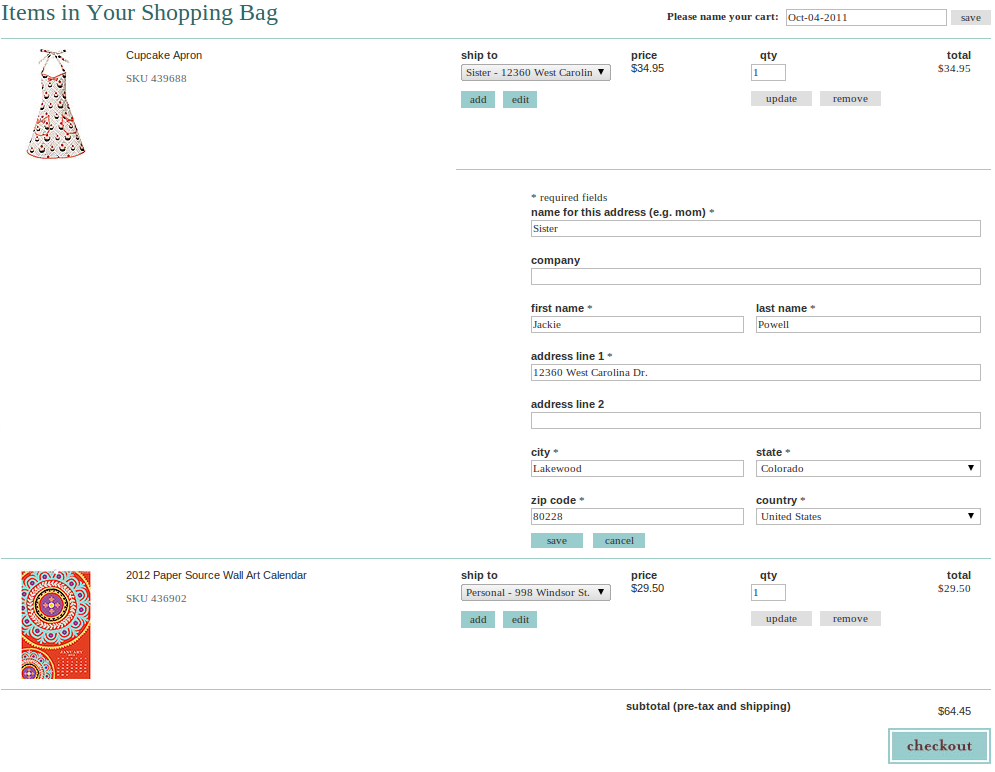 Items in Your Shopping Bag
Please name your cart: Oct-04-2011 save
Cupcake Apron
SKU 439688
ship to price qty total
Sister - 12360 West Carolin $34.95 1 $34.95
add edit update remove
* required fields
name for this address (e.g. mom) *
Sister
company
first name * last name *
Jackie Powell
address line 1 *
12360 West Carolina Dr.
address line 2
city * state *
Lakewood Colorado
zip code * country *
80228 United States
save cancel
2012 Paper Source Wall Art Calendar
SKU 436902
ship to price qty total
Personal - 998 Windsor St. $29.50 1 $29.50
add edit update remove
subtotal (pre-tax and shipping) $64.45
checkout